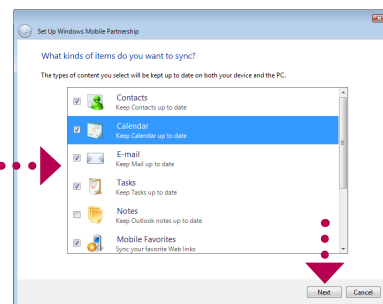 Set Up Windows Mobile Partnership
What kinds of items do you want to sync?
The types of content you select will be kept up to date on both your device and the PC.
Contacts
Keep Contacts up to date
Calendar
Keep Calendar up to date
E-mail
Keep Mail up to date
Tasks
Keep Tasks up to date
Notes
Keep Outlook notes up to date
Mobile Favorites
Sync your favorite Web links
Next Cancel